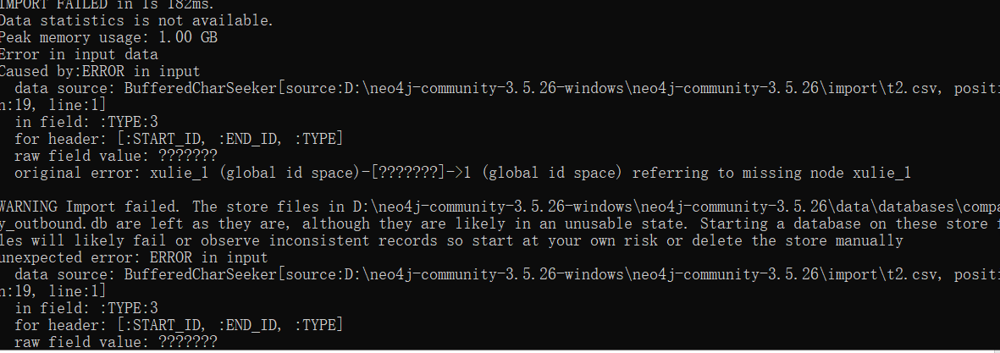 IMPORT FAILED in 1s 182ms.
Data statistics is not available.
Peak memory usage: 1.00 GB
Error in input data
Caused by:ERROR in input
data source: BufferedCharSeeker[source:D:\neo4j-community-3.5.26-windows\neo4j-community-3.5.26\import\t2.csv, positi
n:19, line:1]
in field: :TYPE:3
for header: [:START_ID, :END_ID, :TYPE]
raw field value: ???????
original error: xulie_1 (global id space)-[???????]->1 (global id space) referring to missing node xulie_1
WARNING Import failed. The store files in D:\neo4j-community-3.5.26-windows\neo4j-community-3.5.26\data\databases\compa
y_outbound.db are left as they are, although they are likely in an unusable state. Starting a database on these store f
les will likely fail or observe inconsistent records so start at your own risk or delete the store manually
unexpected error: ERROR in input
data source: BufferedCharSeeker[source:D:\neo4j-community-3.5.26-windows\neo4j-community-3.5.26\import\t2.csv, positi
n:19, line:1]
in field: :TYPE:3
for header: [:START_ID, :END_ID, :TYPE]
raw field value: ???????